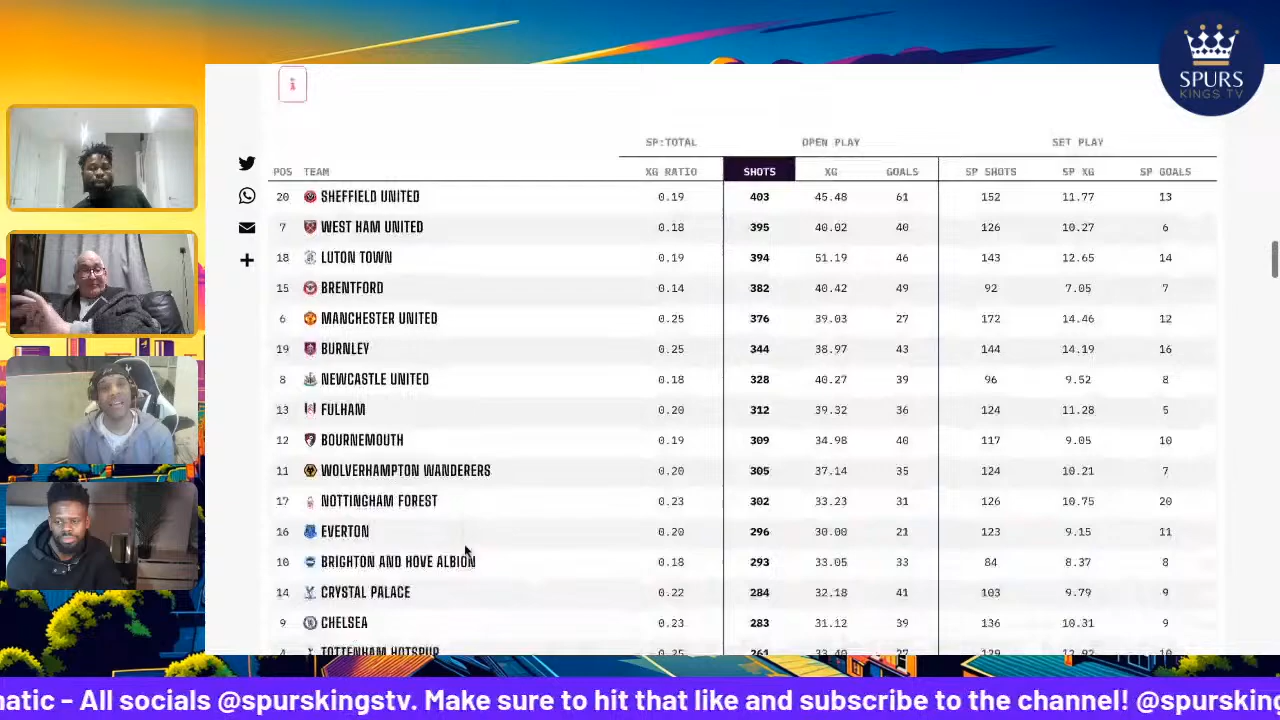 SPURS
KINGS TV
SP:TOTAL OPEN PLAY SET PLAY
POS TEAM XG RATIO SHOTS XG GOALS SP SHOTS SP XG SP GOALS
20 SHEFFIELD UNITED 0.19 403 45.48 61 152 11.77 13
7 WEST HAM UNITED 0.18 395 40.02 40 126 10.27 6
18 LUTON TOWN 0.19 394 51.19 46 143 12.65 14
15 BRENTFORD 0.14 382 40.42 49 92 7.05 7
6 MANCHESTER UNITED 0.25 376 39.03 27 172 14.46 12
19 BURNLEY 0.25 344 38.97 43 144 14.19 16
8 NEWCASTLE UNITED 0.18 328 40.27 39 96 9.52 8
13 FULHAM 0.20 312 39.32 36 124 11.28 5
12 BOURNEMOUTH 0.19 309 34.98 40 117 9.05 10
11 WOLVERHAMPTON WANDERERS 0.20 305 37.14 35 124 10.21 7
17 NOTTINGHAM FOREST 0.23 302 33.23 31 126 10.75 20
16 EVERTON 0.20 296 30.00 21 123 9.15 11
10 BRIGHTON AND HOVE ALBION 0.18 293 33.05 33 84 8.37 8
14 CRYSTAL PALACE 0.22 284 32.18 41 103 9.79 9
9 CHELSEA 0.23 283 31.12 39 136 10.31 9
TOTTENHAM HOTSPUR
matic - All socials @spurskingstv. Make sure to hit that like and subscribe to the channel! @spursking